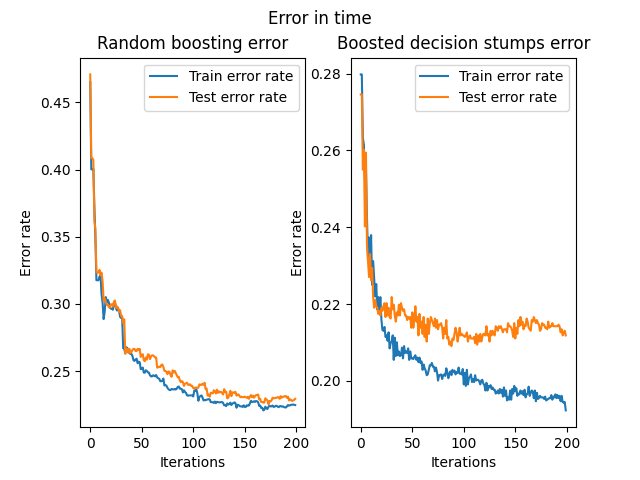 Error in time
Random boosting error
Train error rate
Test error rate
Error rate
0.45
0.40
0.35
0.30
0.25
0 50 100 150 200
Iterations
Boosted decision stumps error
Train error rate
Test error rate
Error rate
0.28
0.26
0.24
0.22
0.20
0 50 100 150 200
Iterations